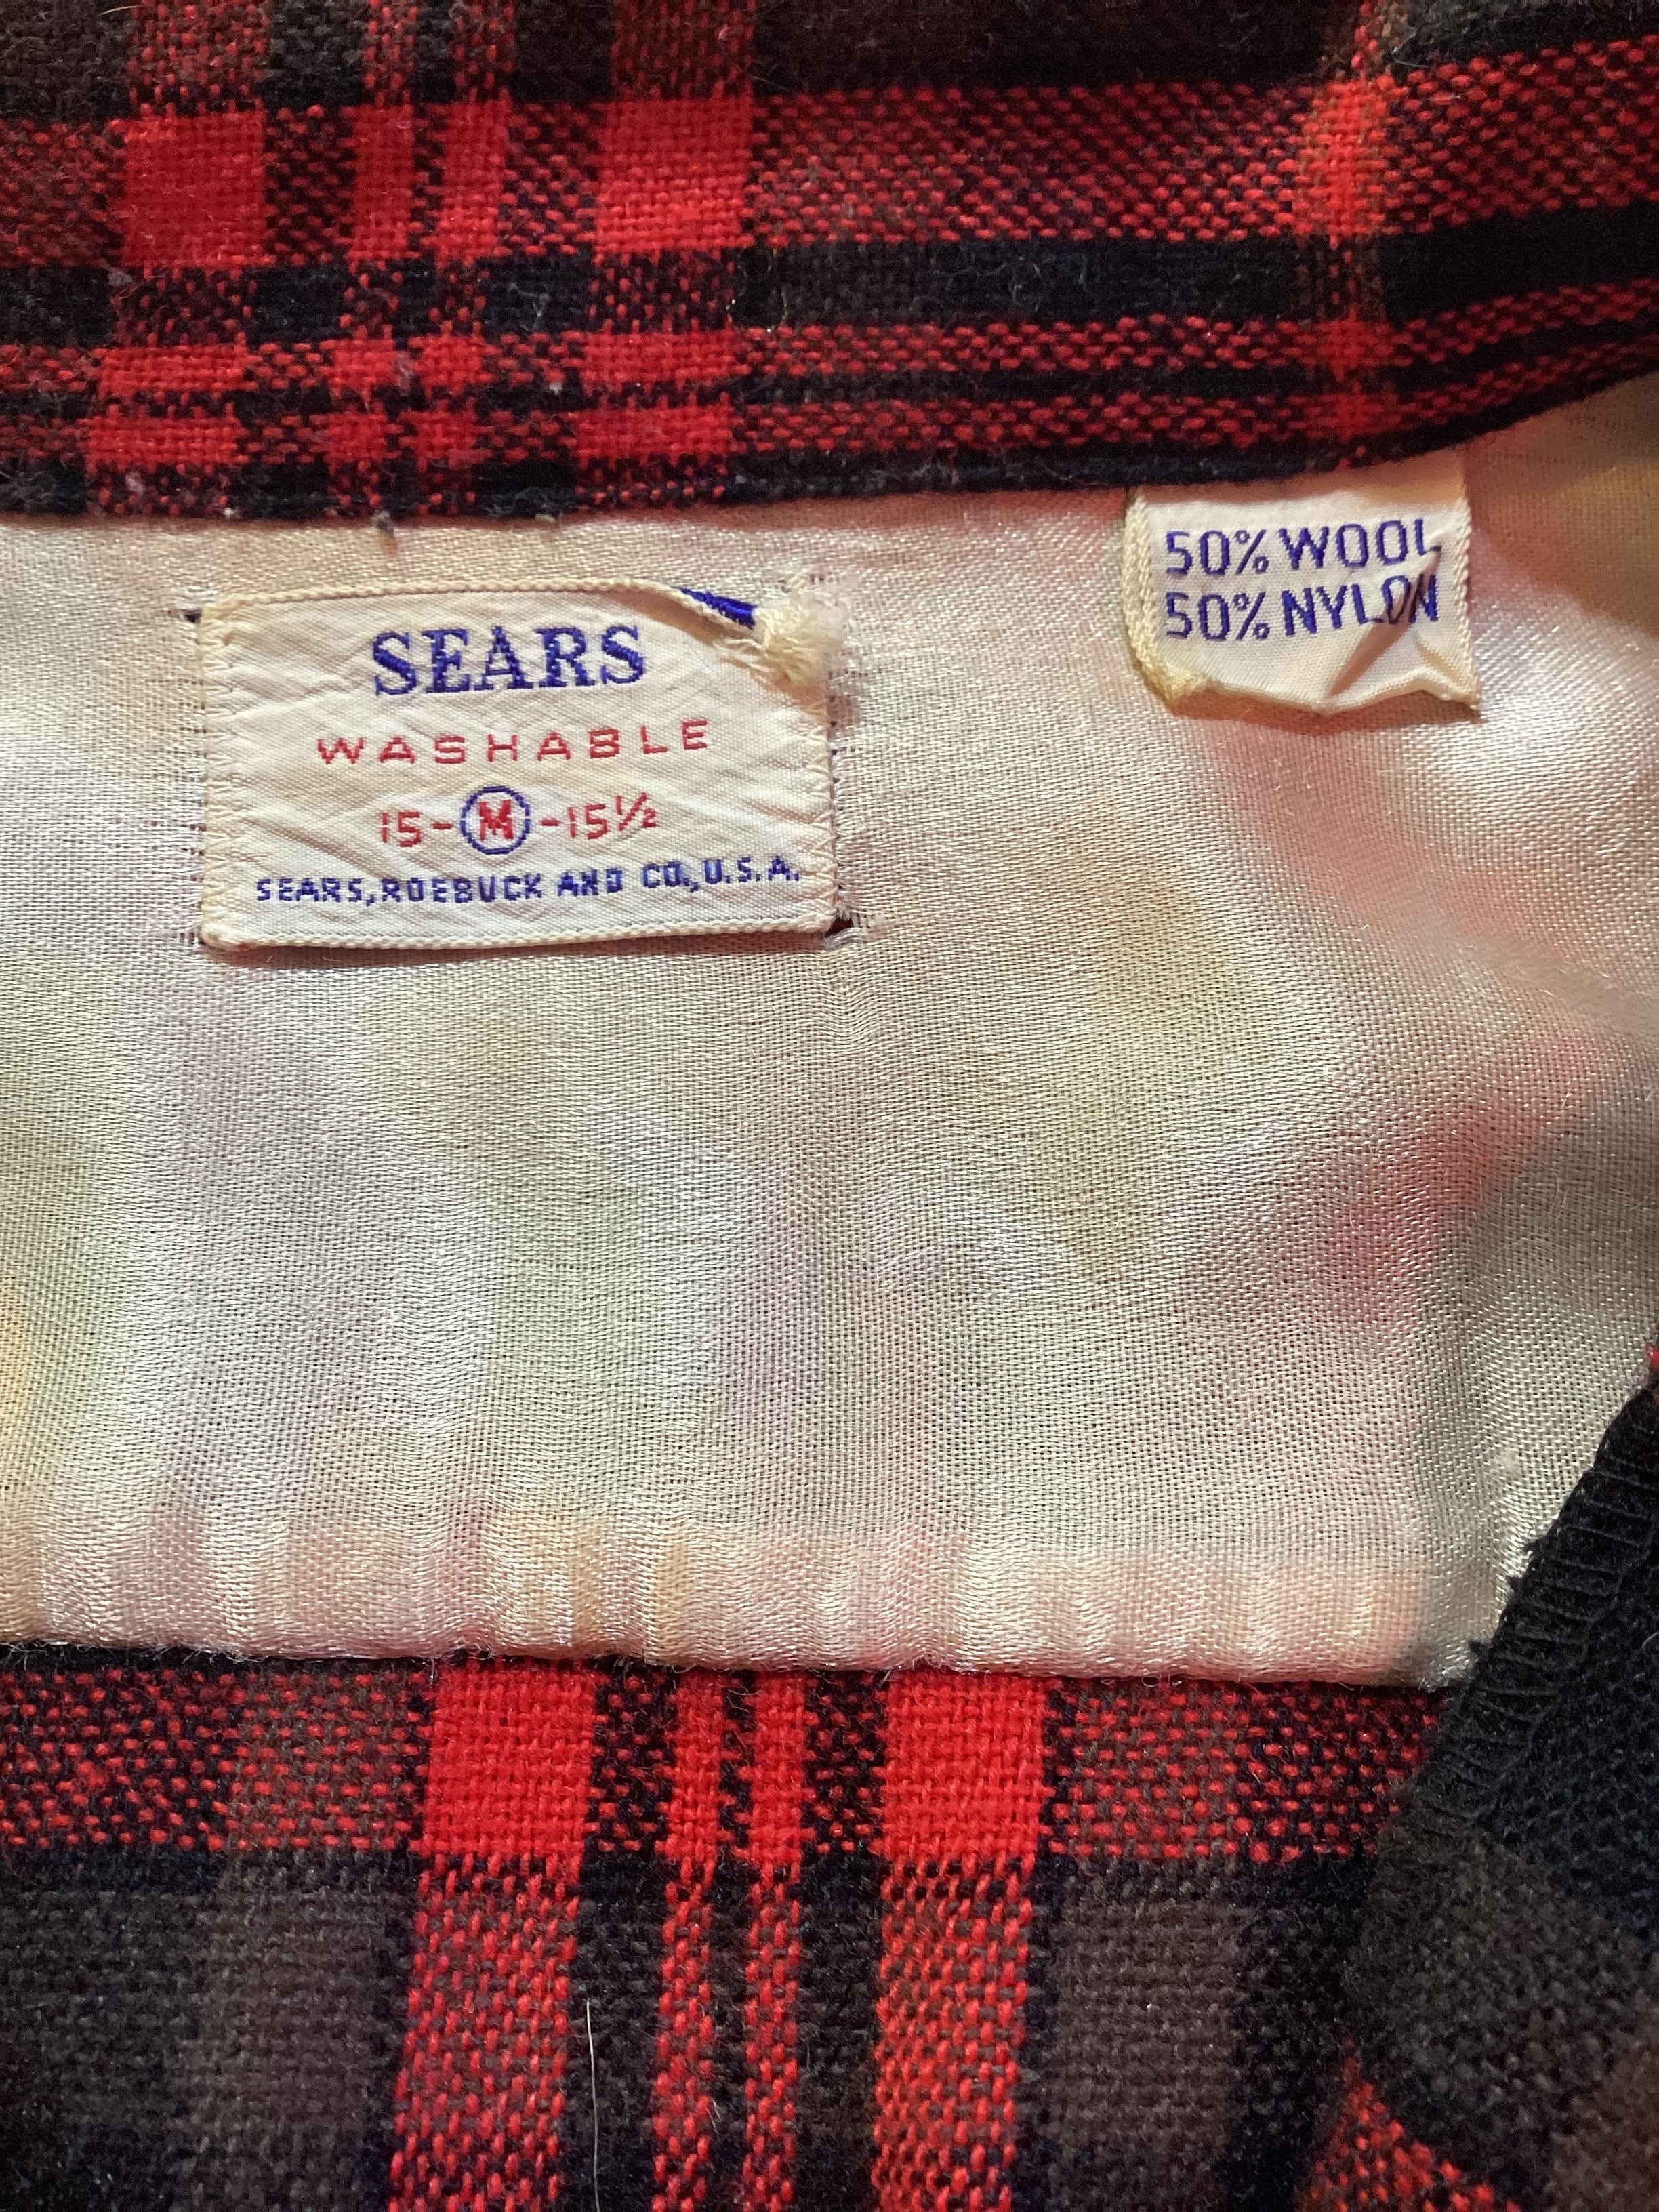 SEARS
WASHABLE
15-M-15½
SEARS, ROEBUCK AND CO., U.S.A.
50% WOOL
50% NYLON